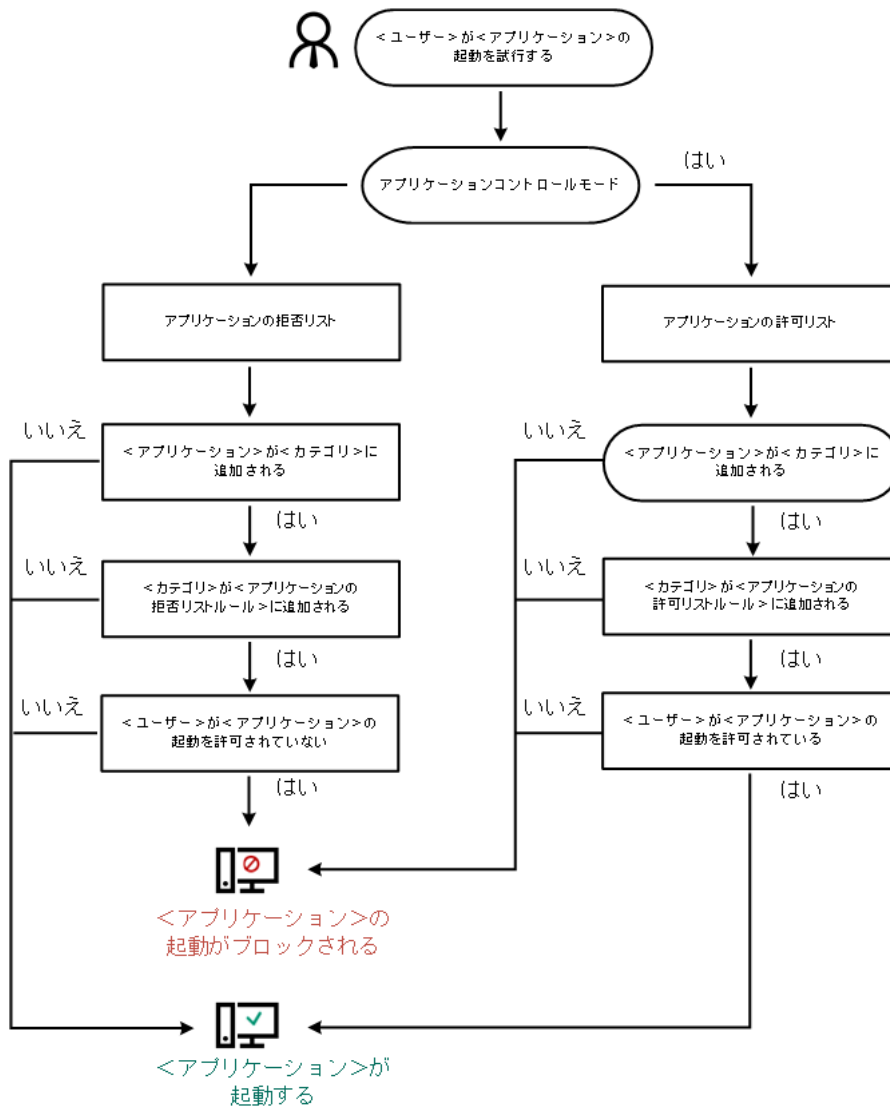 <ユーザー>が<アプリケーション>の
起動を試行する
はい
アプリケーションコントロールモード
アプリケーションの拒否リスト
アプリケーションの許可リスト
いいえ
<アプリケーション>が<カテゴリ>に
追加される
いいえ
<アプリケーション>が<カテゴリ>に
追加される
はい
はい
いいえ
<カテゴリ>が<アプリケーションの
拒否リストルール>に追加される
いいえ
<カテゴリ>が<アプリケーションの
許可リストルール>に追加される
はい
はい
いいえ
<ユーザー>が<アプリケーション>の
起動を許可されていない
いいえ
<ユーザー>が<アプリケーション>の
起動を許可されている
はい
はい
<アプリケーション>の
起動がブロックされる
<アプリケーション>が
起動する